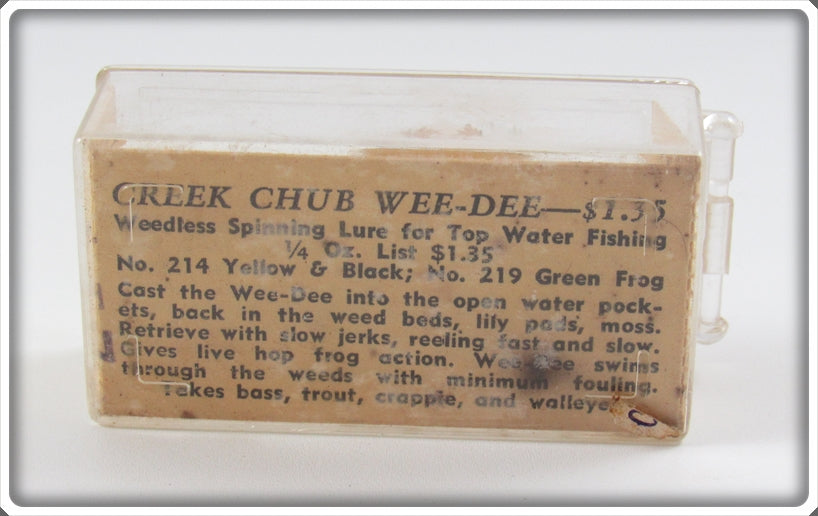 CREEK CHUB WEE-DEE—$1.35
Weedless Spinning Lure for Top Water Fishing
¼ Oz. List $1.35
No. 214 Yellow & Black; No. 219 Green Frog
Cast the Wee-Dee into the open water pock-
ets, back in the weed beds, lily pads, moss.
Retrieve with slow jerks, reeling fast and slow.
Gives live hop frog action. Wee-Dee swims
through the weeds with minimum fouling.
Takes bass, trout, crappie, and walleye